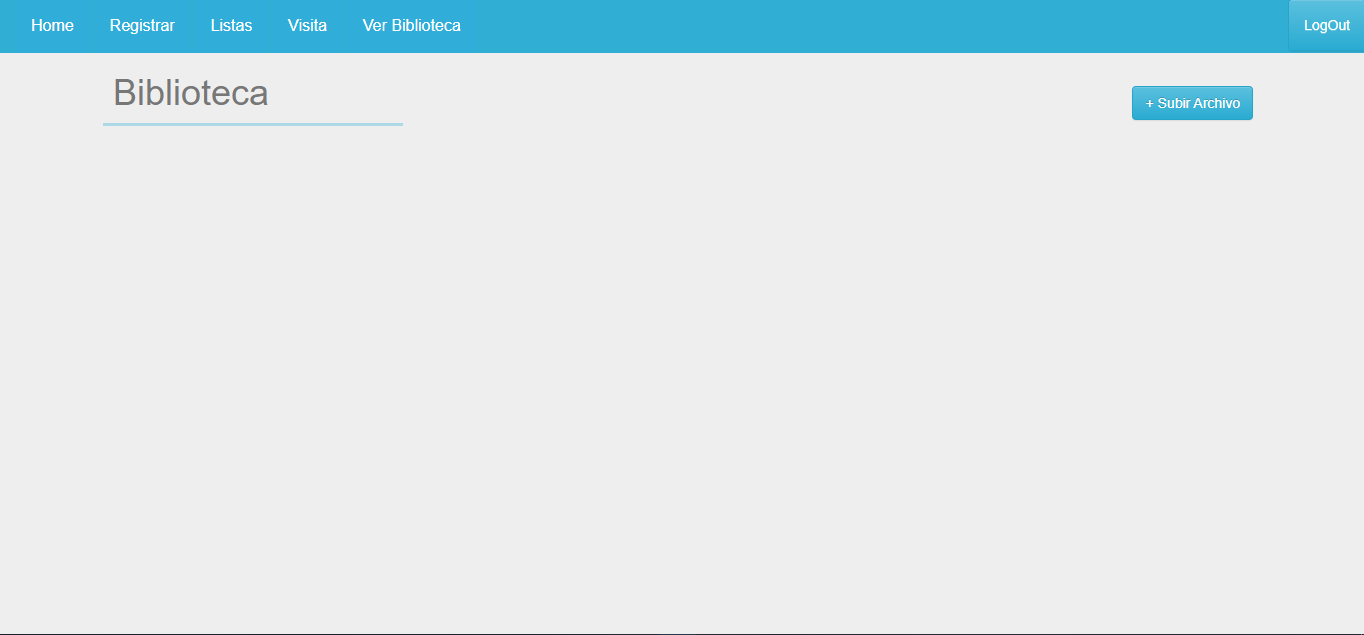 Home Registrar Listas Visita Ver Biblioteca LogOut
Biblioteca
+ Subir Archivo